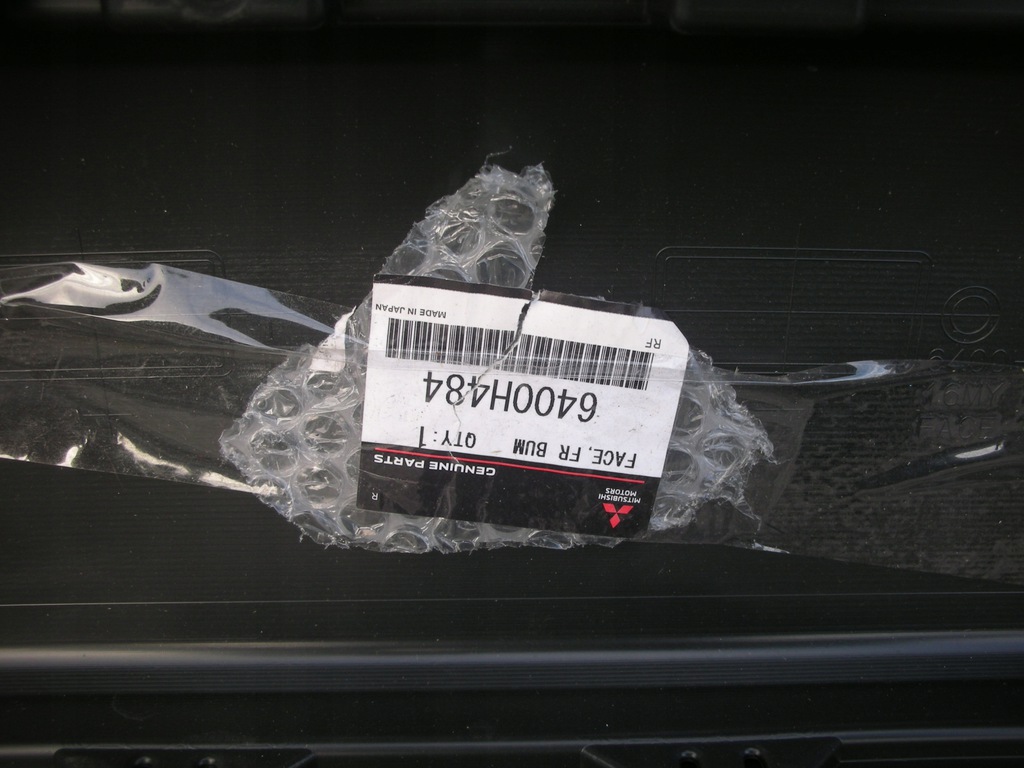 MITSUBISHI
MOTORS
GENUINE PARTS
R
FACE, FR BUM QTY:1
6400H484
RF
MADE IN JAPAN